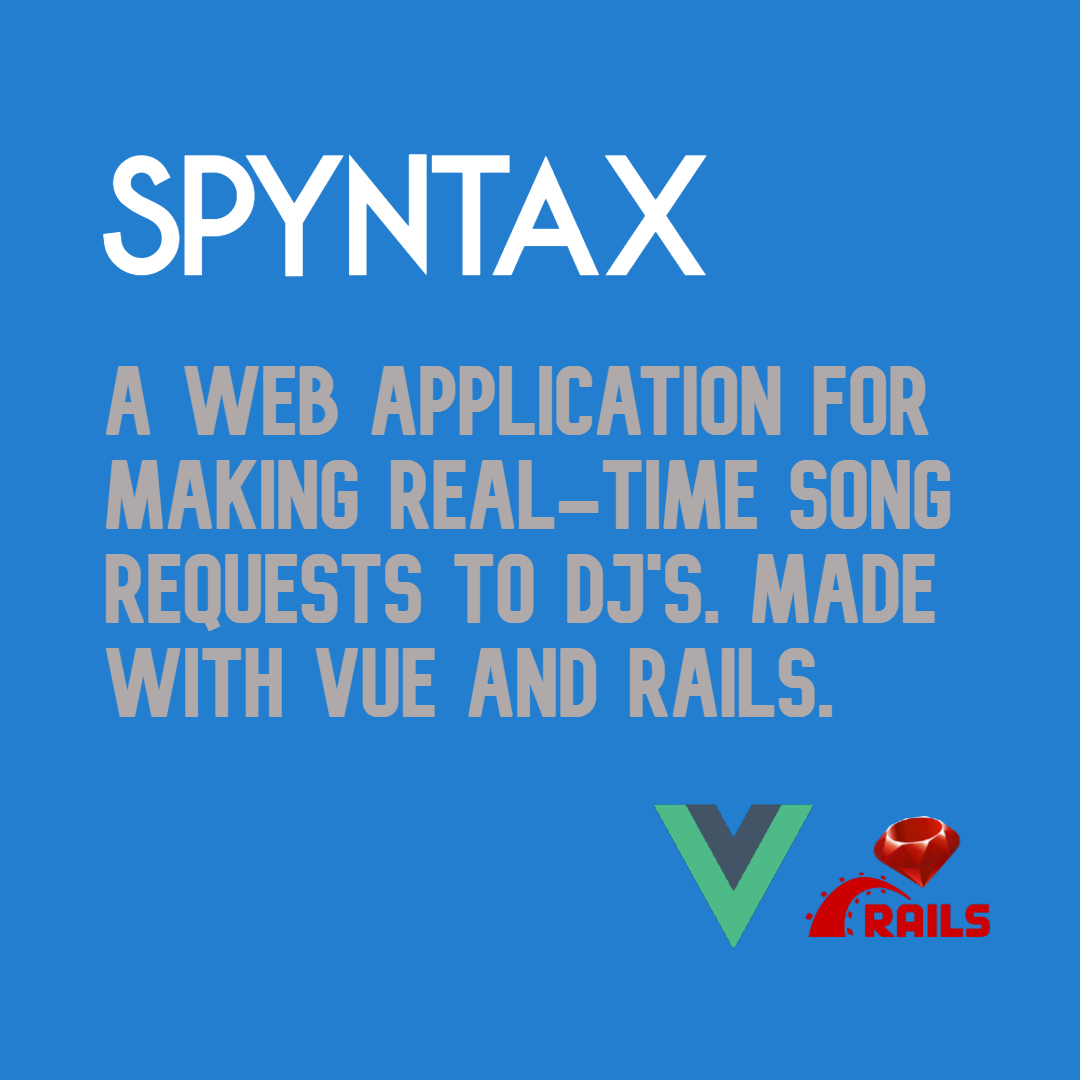 SPYNTAX
A WEB APPLICATION FOR
MAKING REAL-TIME SONG
REQUESTS TO DJ'S. MADE
WITH VUE AND RAILS.
RAILS